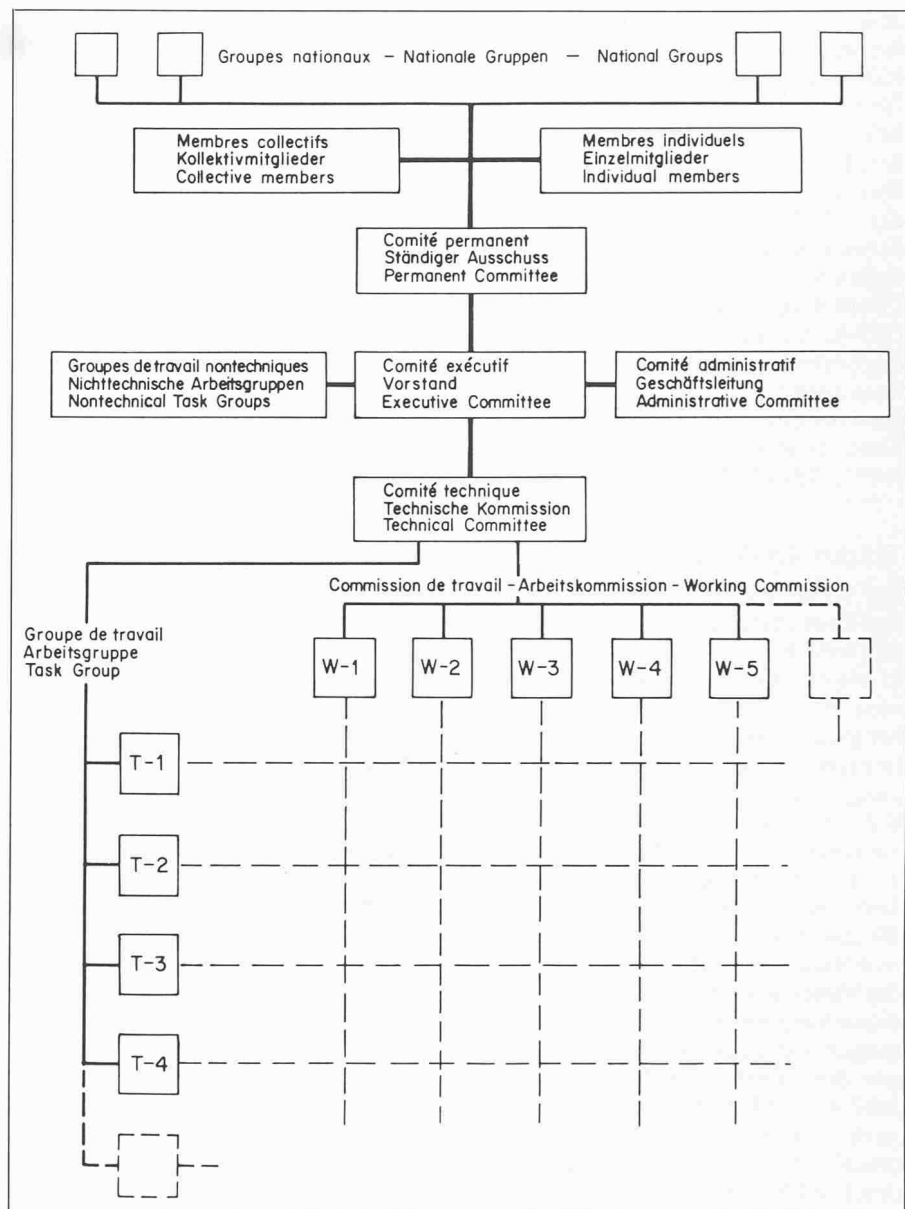 Groupes nationaux – Nationale Gruppen – National Groups
Membres collectifs
Kollektivmitglieder
Collective members
Membres individuels
Einzelmitglieder
Individual members
Comité permanent
Ständiger Ausschuss
Permanent Committee
Groupes de travail nontechniques
Nichttechnische Arbeitsgruppen
Nontechnical Task Groups
Comité exécutif
Vorstand
Executive Committee
Comité administratif
Geschäftsleitung
Administrative Committee
Comité technique
Technische Kommission
Technical Committee
Commission de travail – Arbeitskommission – Working Commission
Groupe de travail
Arbeitsgruppe
Task Group
W-1 W-2 W-3 W-4 W-5
T-1
T-2
T-3
T-4